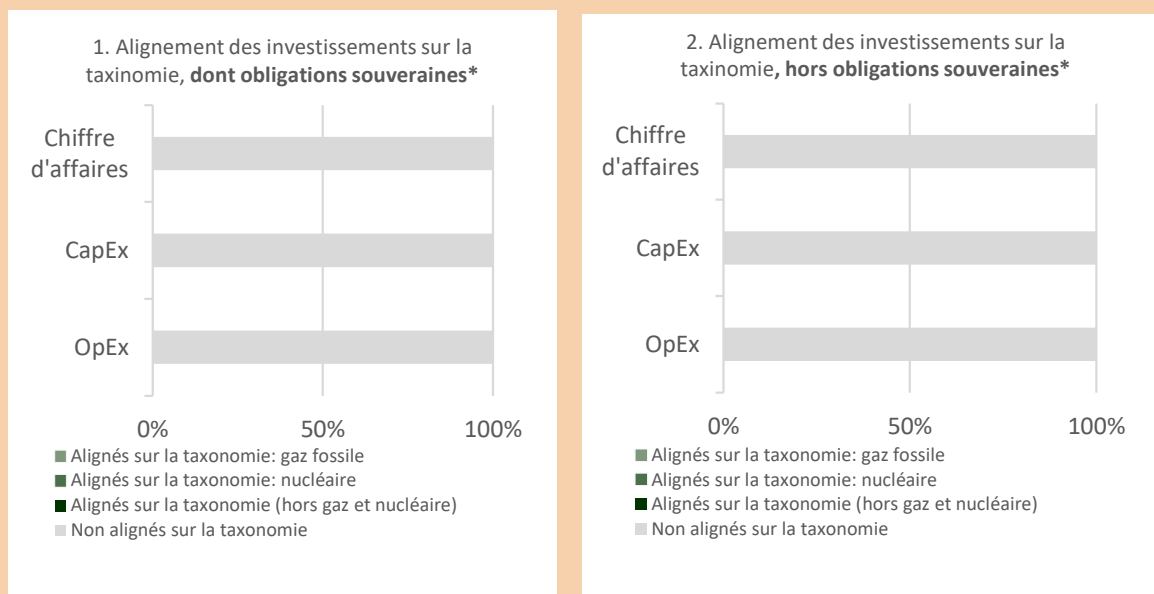 1. Alignement des investissements sur la
taxinomie, dont obligations souveraines*
Chiffre
d'affaires
CapEx
OpEx
0% 50% 100%
Alignés sur la taxonomie: gaz fossile
Alignés sur la taxonomie: nucléaire
Alignés sur la taxonomie (hors gaz et nucléaire)
Non alignés sur la taxonomie
2. Alignement des investissements sur la
taxinomie, hors obligations souveraines*
Chiffre
d'affaires
CapEx
OpEx
0% 50% 100%
Alignés sur la taxonomie: gaz fossile
Alignés sur la taxonomie: nucléaire
Alignés sur la taxonomie (hors gaz et nucléaire)
Non alignés sur la taxonomie